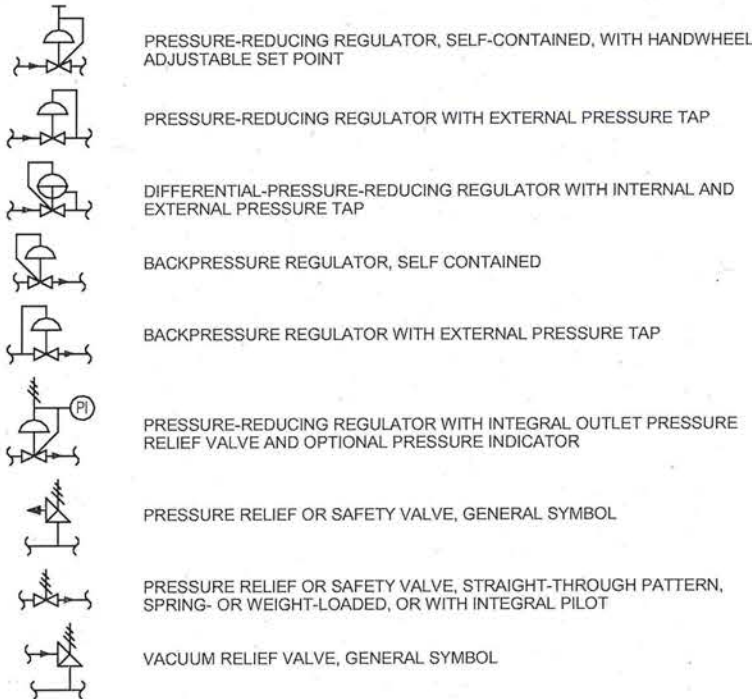 PRESSURE-REDUCING REGULATOR, SELF-CONTAINED, WITH HANDWHEEL
ADJUSTABLE SET POINT
PRESSURE-REDUCING REGULATOR WITH EXTERNAL PRESSURE TAP
DIFFERENTIAL-PRESSURE-REDUCING REGULATOR WITH INTERNAL AND
EXTERNAL PRESSURE TAP
BACKPRESSURE REGULATOR, SELF CONTAINED
BACKPRESSURE REGULATOR WITH EXTERNAL PRESSURE TAP
PI
PRESSURE-REDUCING REGULATOR WITH INTEGRAL OUTLET PRESSURE
RELIEF VALVE AND OPTIONAL PRESSURE INDICATOR
PRESSURE RELIEF OR SAFETY VALVE, GENERAL SYMBOL
PRESSURE RELIEF OR SAFETY VALVE, STRAIGHT-THROUGH PATTERN,
SPRING- OR WEIGHT-LOADED, OR WITH INTEGRAL PILOT
VACUUM RELIEF VALVE, GENERAL SYMBOL